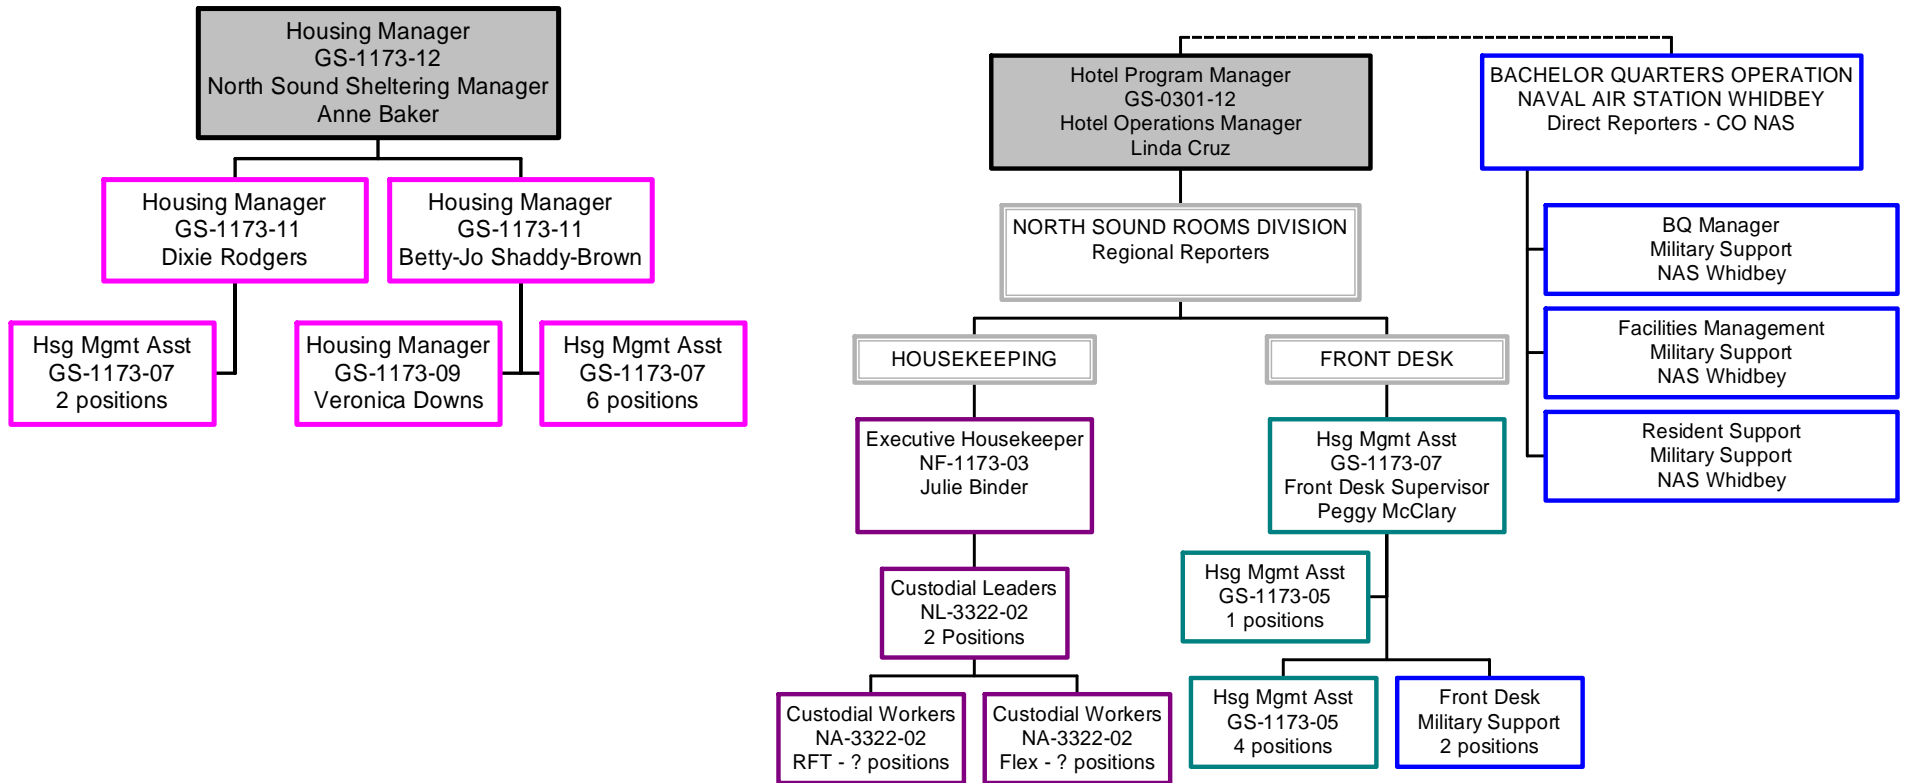 Housing Manager
GS-1173-12
North Sound Sheltering Manager
Anne Baker
Housing Manager
GS-1173-11
Dixie Rodgers
Housing Manager
GS-1173-11
Betty-Jo Shaddy-Brown
Hsg Mgmt Asst
GS-1173-07
2 positions
Housing Manager
GS-1173-09
Veronica Downs
Hsg Mgmt Asst
GS-1173-07
6 positions
Hotel Program Manager
GS-0301-12
Hotel Operations Manager
Linda Cruz
NORTH SOUND ROOMS DIVISION
Regional Reporters
HOUSEKEEPING
FRONT DESK
Executive Housekeeper
NF-1173-03
Julie Binder
Hsg Mgmt Asst
GS-1173-07
Front Desk Supervisor
Peggy McClary
Custodial Leaders
NL-3322-02
2 Positions
Hsg Mgmt Asst
GS-1173-05
1 positions
Custodial Workers
NA-3322-02
RFT - ? positions
Custodial Workers
NA-3322-02
Flex - ? positions
Hsg Mgmt Asst
GS-1173-05
4 positions
Front Desk
Military Support
2 positions
BACHELOR QUARTERS OPERATION
NAVAL AIR STATION WHIDBEY
Direct Reporters - CO NAS
BQ Manager
Military Support
NAS Whidbey
Facilities Management
Military Support
NAS Whidbey
Resident Support
Military Support
NAS Whidbey